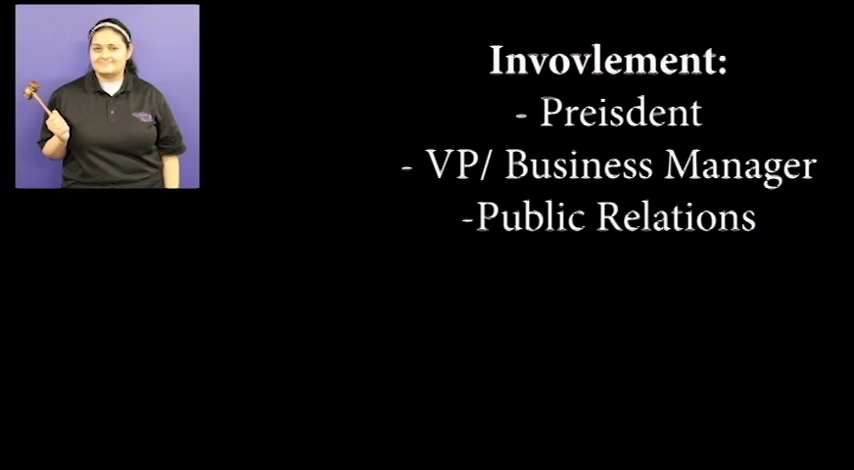 Invovlement:
- Preisdent
- VP/ Business Manager
-Public Relations